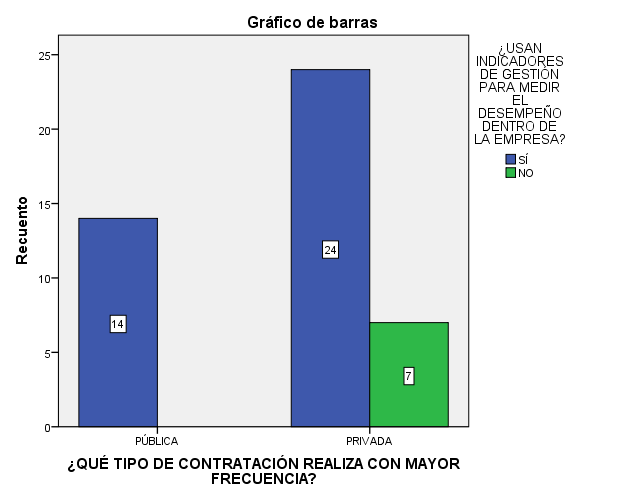 Gráfico de barras
¿USAN
INDICADORES
DE GESTIÓN
PARA MEDIR
EL
DESEMPEÑO
DENTRO DE
LA EMPRESA?
SÍ
NO
Recuento
25
20
15
10
5
0
14
24
7
PÚBLICA
PRIVADA
¿QUÉ TIPO DE CONTRATACIÓN REALIZA CON MAYOR
FRECUENCIA?